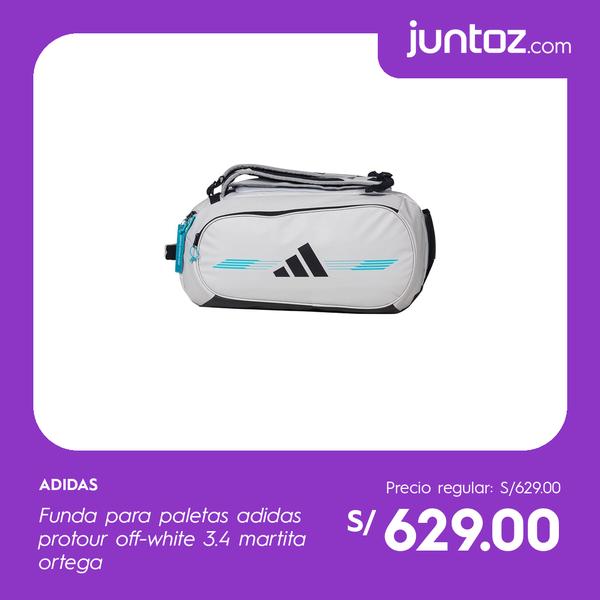 juntoz.com
ADIDAS
Funda para paletas adidas
protour off-white 3.4 martita
ortega
Precio regular: S/629.00
S/ 629.00